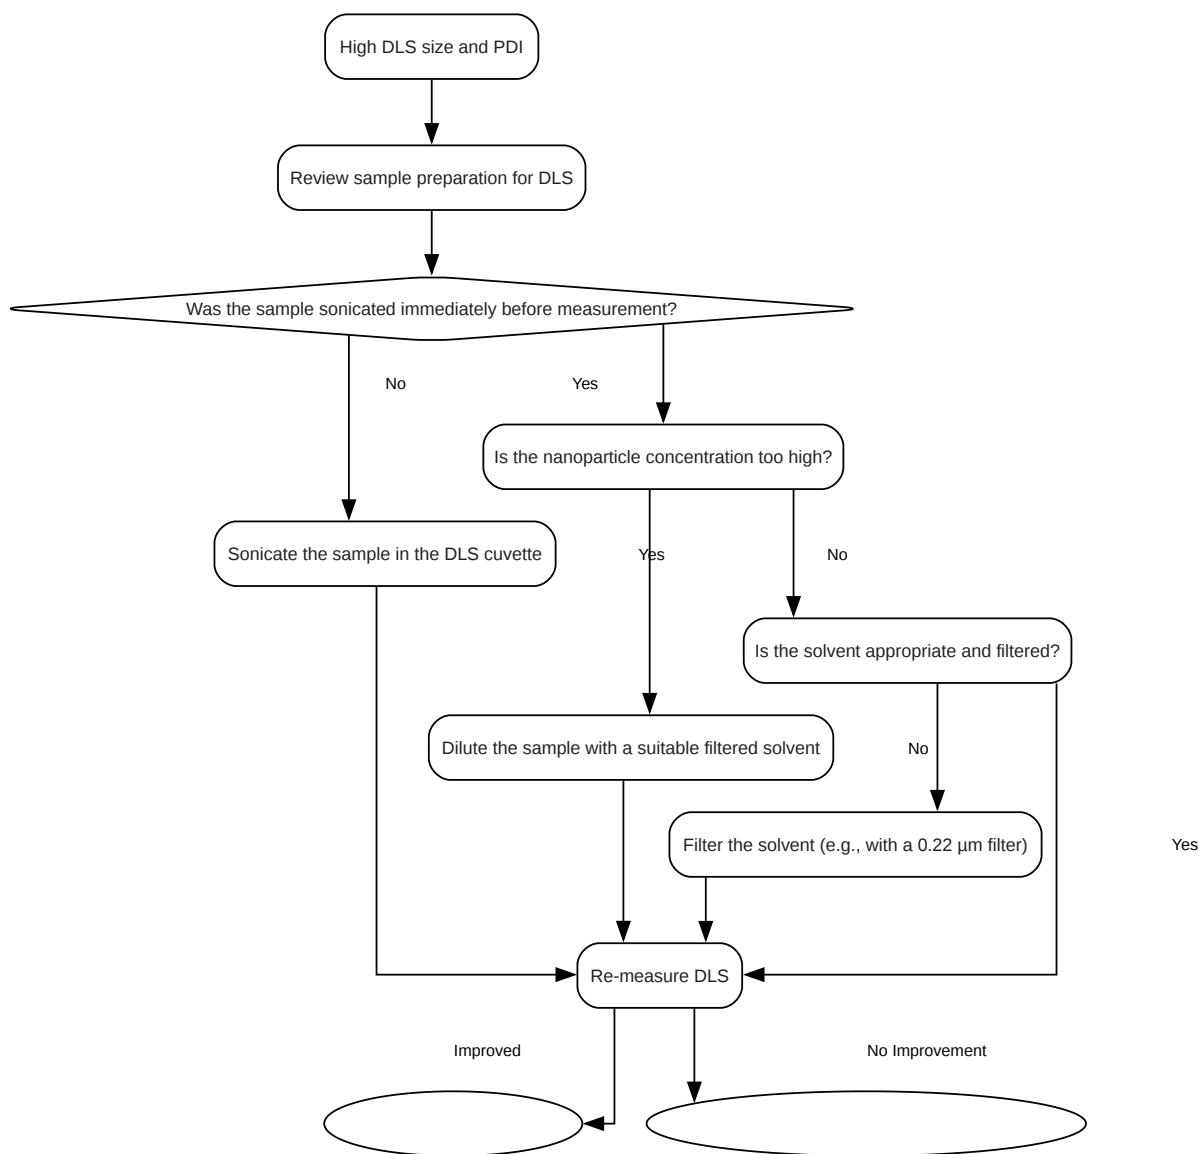 High DLS size and PDI
Review sample preparation for DLS
Was the sample sonicated immediately before measurement?
No
Yes
Is the nanoparticle concentration too high?
Sonicate the sample in the DLS cuvette
Yes
No
Is the solvent appropriate and filtered?
Dilute the sample with a suitable filtered solvent
No
Filter the solvent (e.g., with a 0.22 µm filter)
Yes
Re-measure DLS
Improved
No Improvement